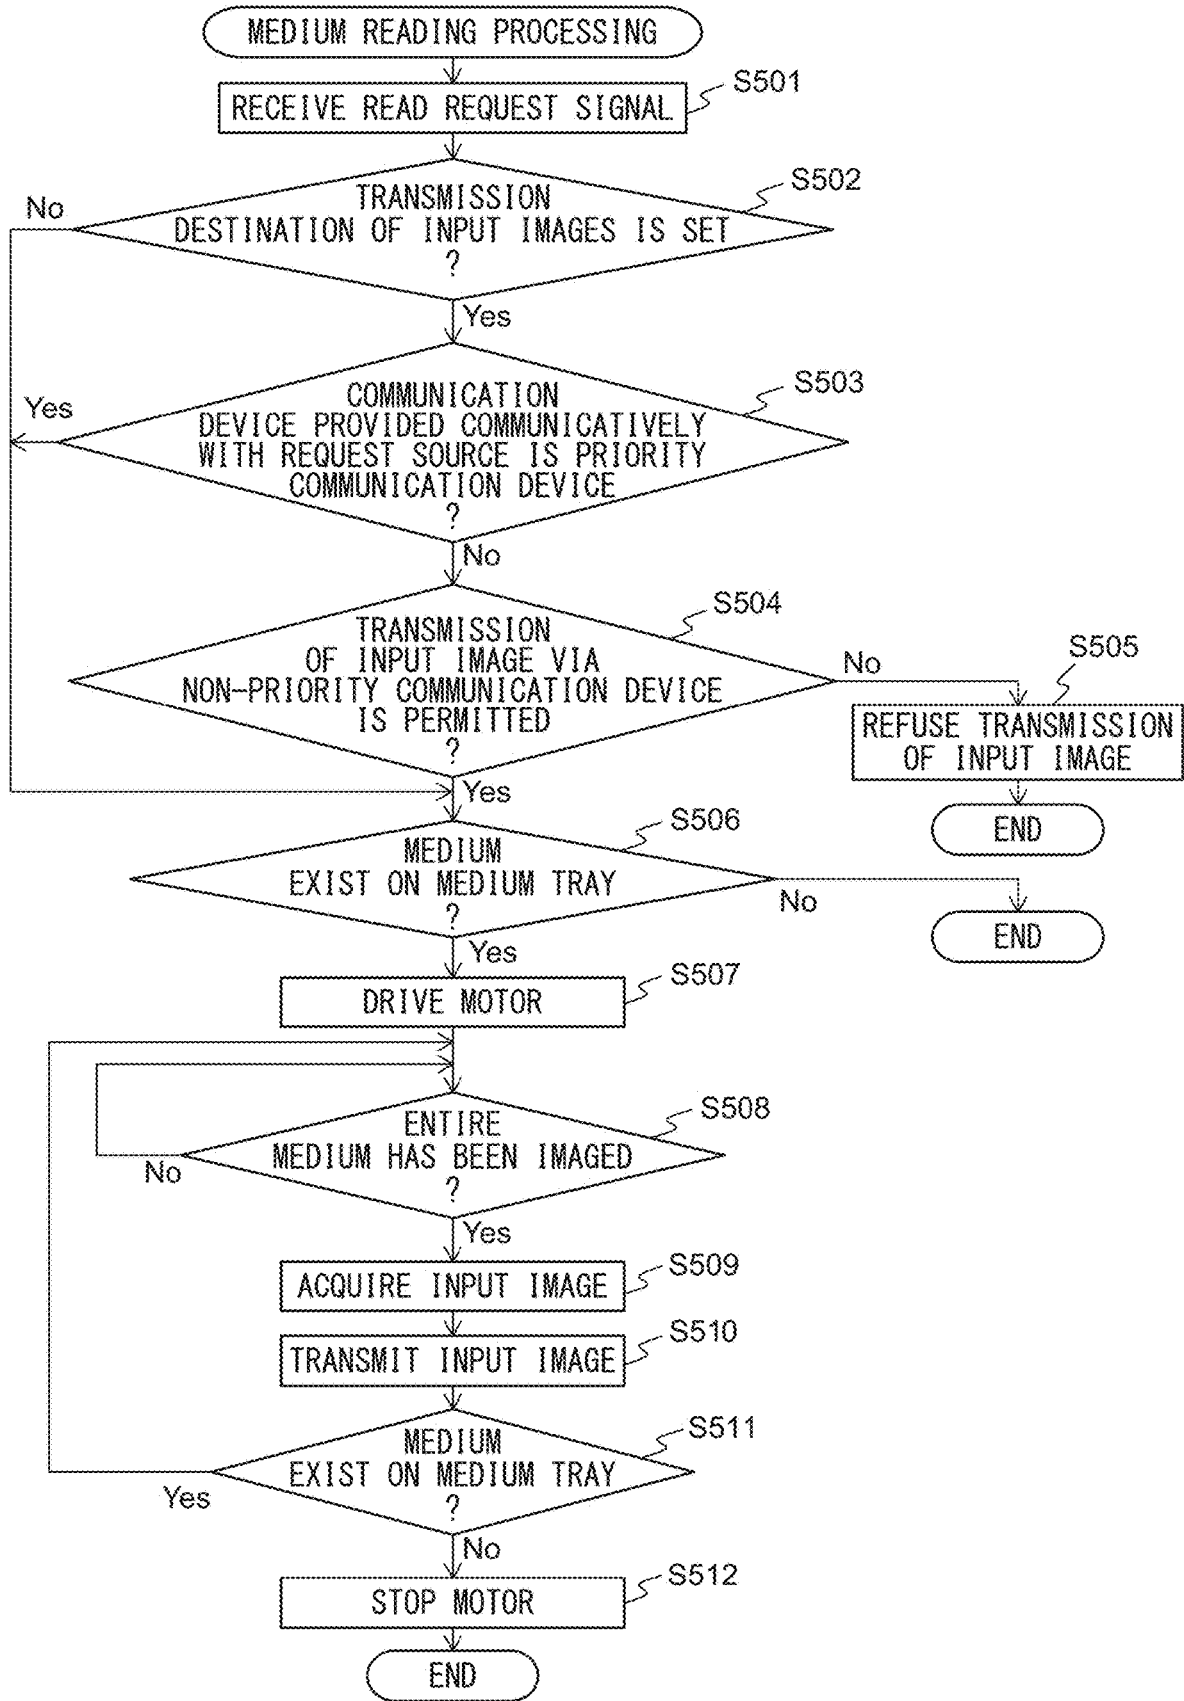 MEDIUM READING PROCESSING
S501
RECEIVE READ REQUEST SIGNAL
S502
No
TRANSMISSION
DESTINATION OF INPUT IMAGES IS SET
?
Yes
S503
Yes
COMMUNICATION
DEVICE PROVIDED COMMUNICATIVELY
WITH REQUEST SOURCE IS PRIORITY
COMMUNICATION DEVICE
?
No
S504
TRANSMISSION
OF INPUT IMAGE VIA
NON-PRIORITY COMMUNICATION DEVICE
IS PERMITTED
?
No
S505
REFUSE TRANSMISSION
OF INPUT IMAGE
END
Yes
S506
MEDIUM
EXIST ON MEDIUM TRAY
?
No
END
Yes
S507
DRIVE MOTOR
S508
ENTIRE
MEDIUM HAS BEEN IMAGED
?
No
Yes
S509
ACQUIRE INPUT IMAGE
S510
TRANSMIT INPUT IMAGE
S511
MEDIUM
EXIST ON MEDIUM TRAY
?
Yes
No
S512
STOP MOTOR
END